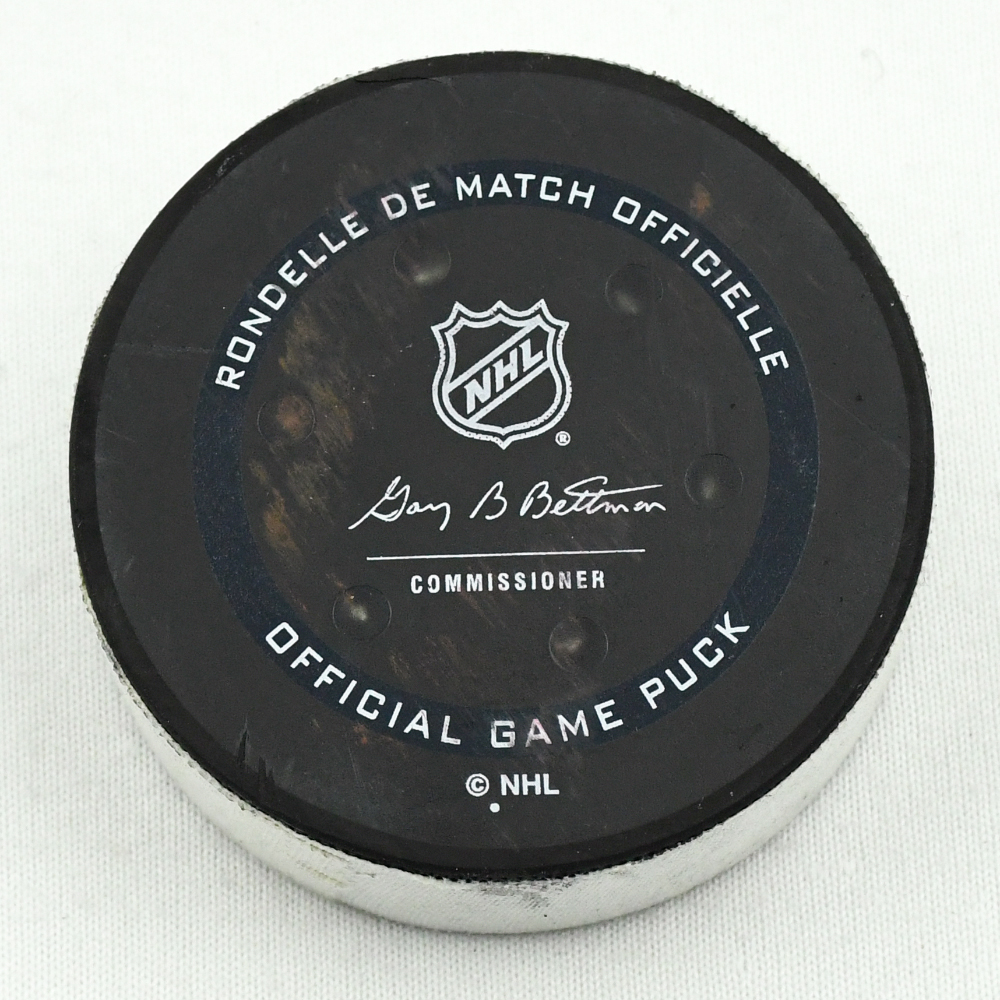 RONDELLE DE MATCH OFFICIELLE
NHL
®
Gary B Bettman
COMMISSIONER
OFFICIAL GAME PUCK
© NHL